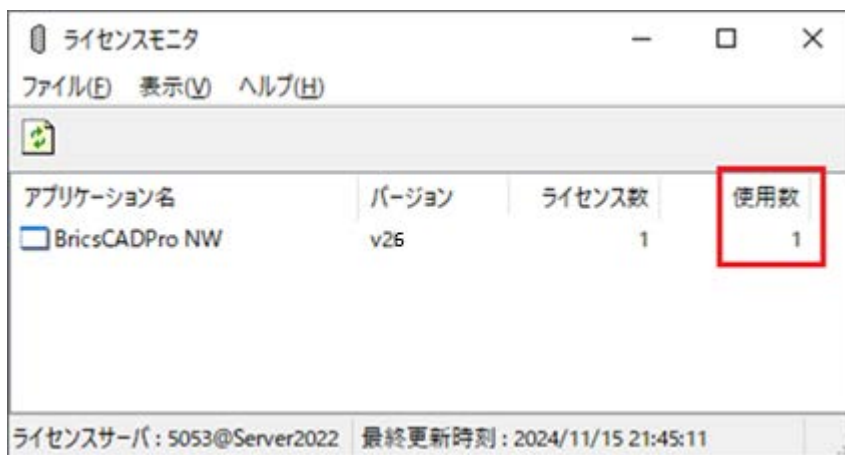 ライセンスモニタ
ファイル(F) 表示(V) ヘルプ(H)
アプリケーション名 バージョン ライセンス数 使用数
BricsCADPro NW v26 1 1
ライセンスサーバ : 5053@Server2022 最終更新時刻 : 2024/11/15 21:45:11